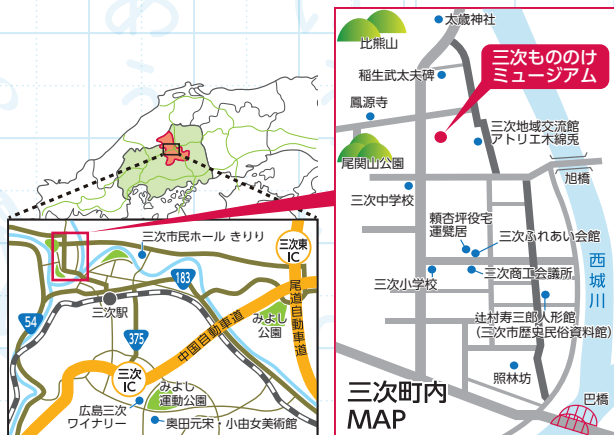 太歳神社
比熊山
三次もののけ
ミュージアム
稲生武太夫碑
鳳源寺
三次地域交流館
アトリエ木綿兎
尾関山公園
旭橋
三次中学校
頼杏坪役宅
運甓居
三次ふれあい会館
西城川
三次小学校
三次商工会議所
辻村寿三郎人形館
（三次市歴史民俗資料館）
照林坊
三次町内
MAP
巴橋
三次市民ホール きりり
三次東
IC
183
三次駅
尾道自動車道
54
375
中国自動車道
みよし
公園
三次
IC
みよし
運動公園
広島三次
ワイナリー
奥田元宋・小由女美術館